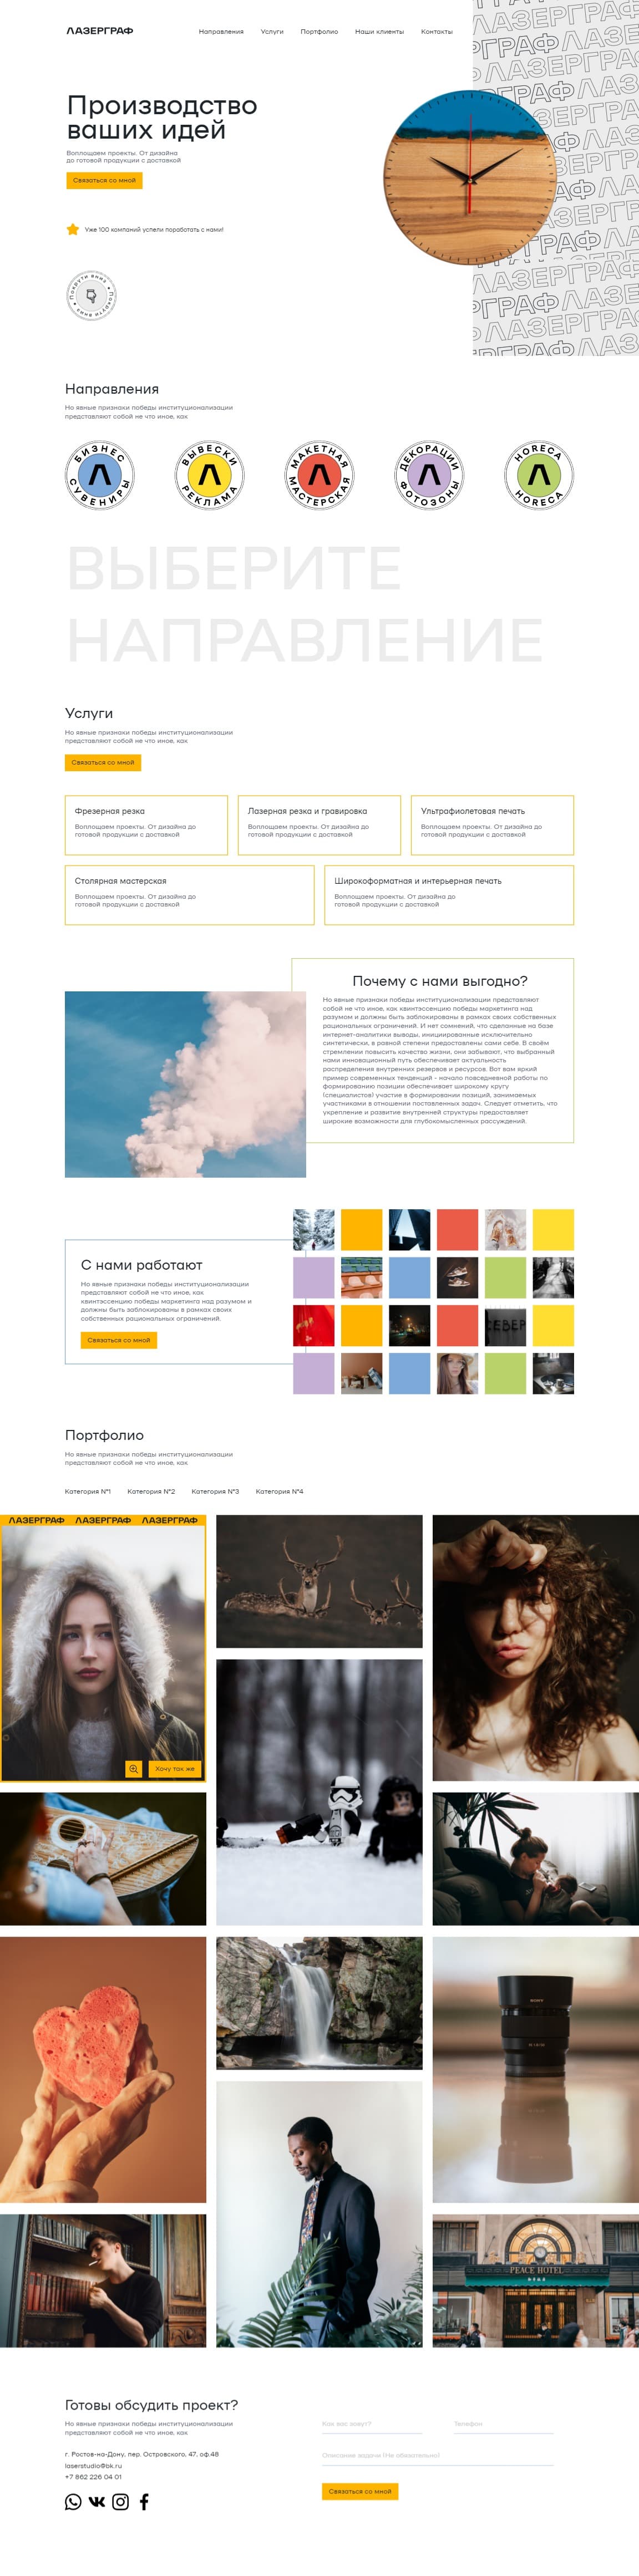 ЛАЗЕРГРАФ
Направления Услуги Портфолио Наши клиенты Контакты
Производство
ваших идей
Воплощаем проекты. От дизайна
до готовой продукции с доставкой
Связаться со мной
Уже 100 компаний успели поработать с нами!
Покрути вниз • Покрути вниз •
ЛАЗЕРГРАФ
Направления
Но явные признаки победы институционализации
представляют собой не что иное, как
БИЗНЕС СУВЕНИРЫ
ВЫВЕСКИ РЕКЛАМА
МАКЕТНАЯ МАСТЕРСКАЯ
ДЕКОРАЦИИ ФОТОЗОНЫ
HORECA HORECA
ВЫБЕРИТЕ
НАПРАВЛЕНИЕ
Услуги
Но явные признаки победы институционализации
представляют собой не что иное, как
Связаться со мной
Фрезерная резка
Воплощаем проекты. От дизайна до
готовой продукции с доставкой
Лазерная резка и гравировка
Воплощаем проекты. От дизайна до
готовой продукции с доставкой
Ультрафиолетовая печать
Воплощаем проекты. От дизайна до
готовой продукции с доставкой
Столярная мастерская
Воплощаем проекты. От дизайна до
готовой продукции с доставкой
Широкоформатная и интерьерная печать
Воплощаем проекты. От дизайна до
готовой продукции с доставкой
Почему с нами выгодно?
Но явные признаки победы институционализации представляют
собой не что иное, как квинтэссенцию победы маркетинга над
разумом и должны быть заблокированы в рамках своих собственных
рациональных ограничений. И нет сомнений, что сделанные на базе
интернет-аналитики выводы, инициированные исключительно
синтетически, в равной степени предоставлены сами себе. В своём
стремлении повысить качество жизни, они забывают, что выбранный
нами инновационный путь обеспечивает актуальность
распределения внутренних резервов и ресурсов. Вот вам яркий
пример современных тенденций - начало повседневной работы по
формированию позиции обеспечивает широкому кругу
(специалистов) участие в формировании позиций, занимаемых
участниками в отношении поставленных задач. Следует отметить, что
укрепление и развитие внутренней структуры предоставляет
широкие возможности для глубокомысленных рассуждений.
С нами работают
Но явные признаки победы институционализации
представляют собой не что иное, как
квинтэссенцию победы маркетинга над разумом и
должны быть заблокированы в рамках своих
собственных рациональных ограничений.
Связаться со мной
СЕВЕР
Портфолио
Но явные признаки победы институционализации
представляют собой не что иное, как
Категория №1 Категория №2 Категория №3 Категория №4
ЛАЗЕРГРАФ ЛАЗЕРГРАФ ЛАЗЕРГРАФ
Хочу так же
SONY
PEACE HOTEL
Готовы обсудить проект?
Но явные признаки победы институционализации
представляют собой не что иное, как
г. Ростов-на-Дону, пер. Островского, 47, оф.48
laserstudio@bk.ru
+7 862 226 04 01
Как вас зовут? Телефон
Описание задачи (Не обязательно)
Связаться со мной